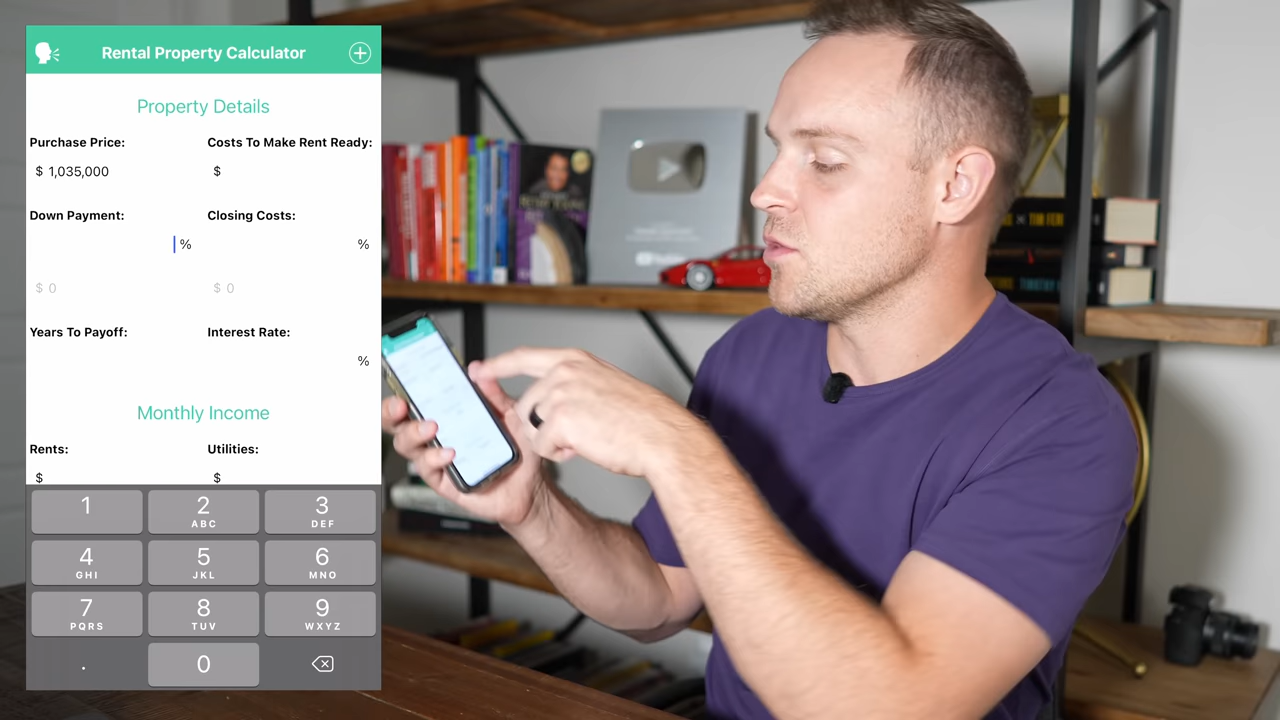 Rental Property Calculator
Property Details
Purchase Price: Costs To Make Rent Ready:
$ 1,035,000 $
Down Payment: Closing Costs:
% %
$ 0 $ 0
Years To Payoff: Interest Rate:
%
Monthly Income
Rents: Utilities:
$ $
1 2 3
ABC DEF
4 5 6
GHI JKL MNO
7 8 9
PQRS TUV WXYZ
. 0